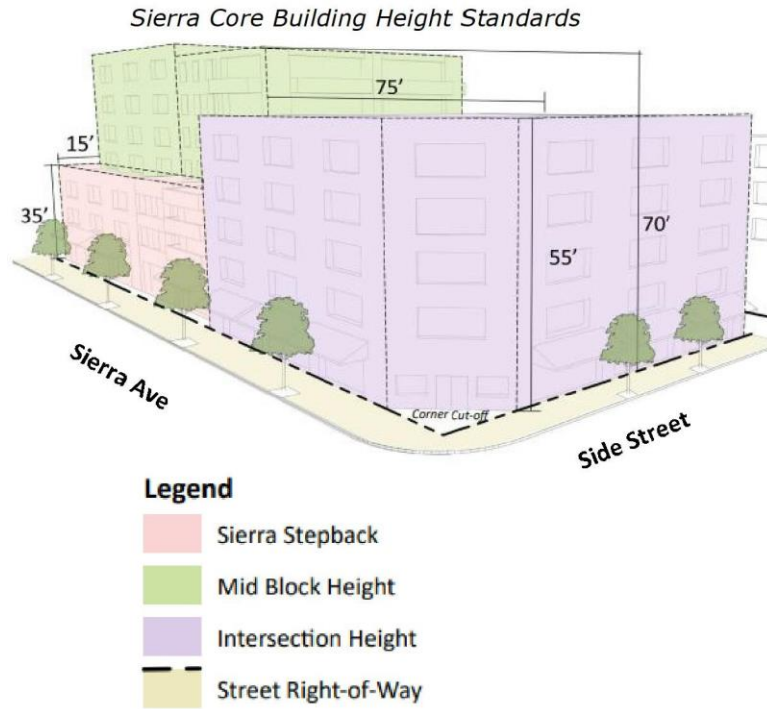 Sierra Core Building Height Standards
75’
15’
35’
70’
55’
Sierra Ave
Corner Cut-off
Side Street
Legend
Sierra Stepback
Mid Block Height
Intersection Height
Street Right-of-Way